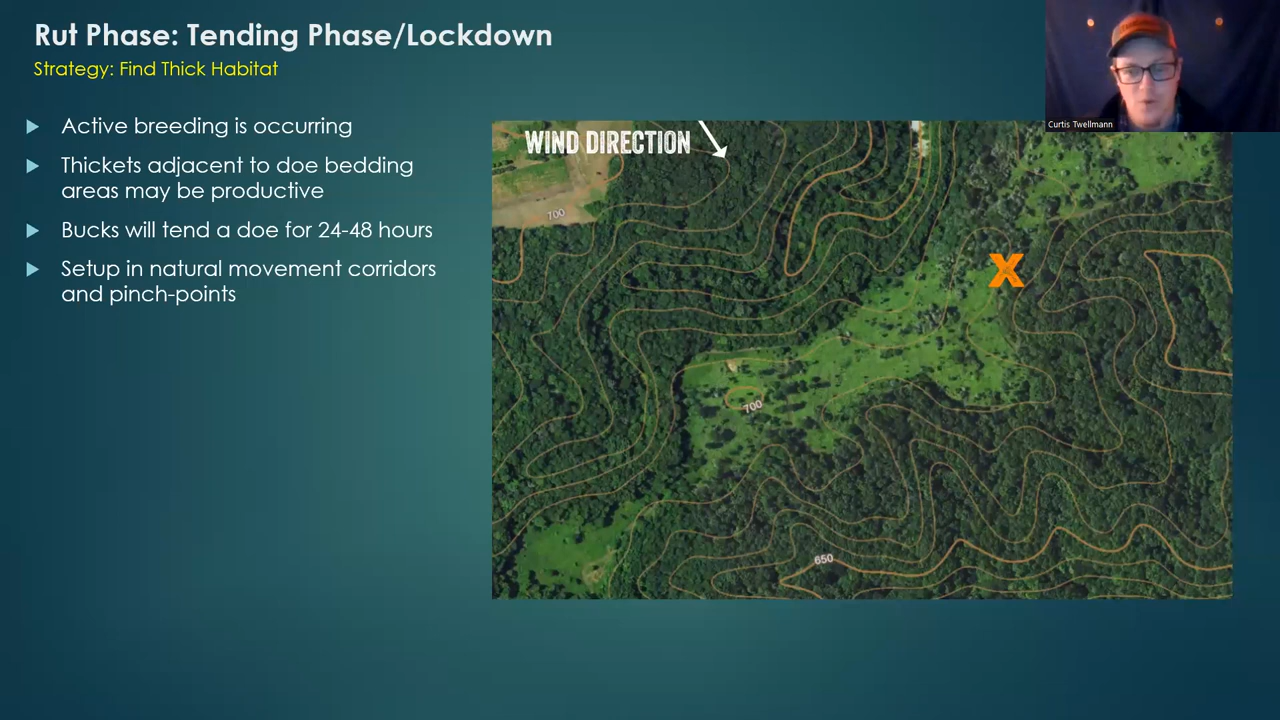 Rut Phase: Tending Phase/Lockdown
Strategy: Find Thick Habitat
Active breeding is occurring
Thickets adjacent to doe bedding
areas may be productive
Bucks will tend a doe for 24-48 hours
Setup in natural movement corridors
and pinch-points
WIND DIRECTION
700
X
700
650
Curtis Twellmann